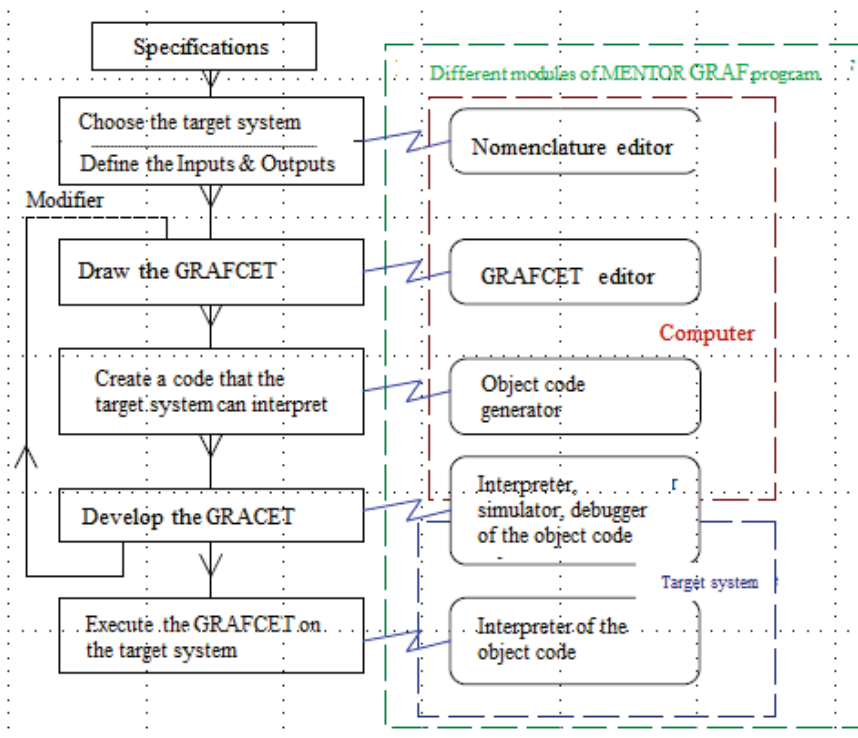 Specifications
Different modules of MENTOR GRAF program.
Choose the target system
Define the Inputs & Outputs
Nomenclature editor
Modifier
Draw the GRAFCET
GRAFCET editor
Computer
Create a code that the
target system can interpret
Object code
generator
Develop the GRACET
Interpreter,
simulator, debugger
of the object code
r
Target system
Execute the GRAFCET on
the target system
Interpreter of the
object code